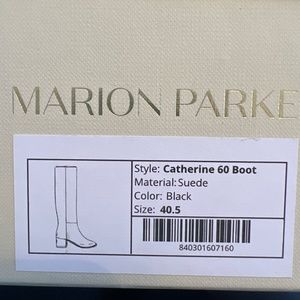 MARION PARKE
Style: Catherine 60 Boot
Material: Suede
Color: Black
Size: 40.5
840301607160